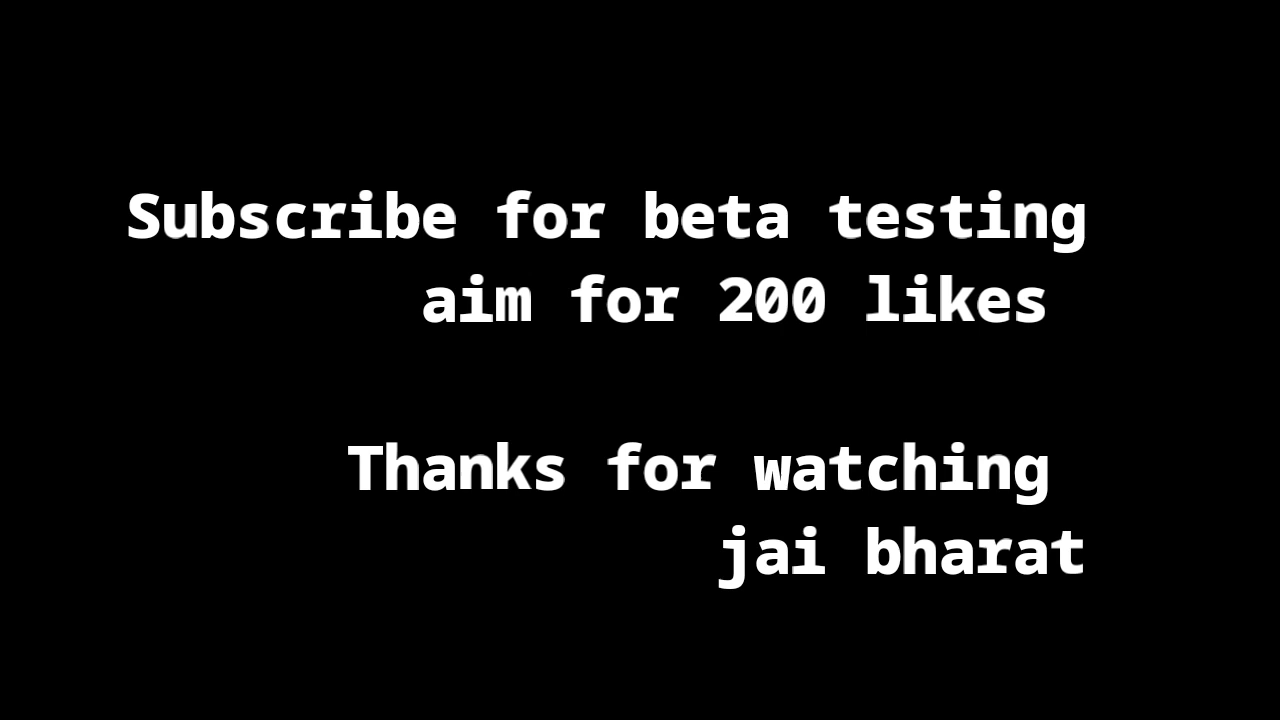 Subscribe for beta testing
aim for 200 likes
Thanks for watching
jai bharat